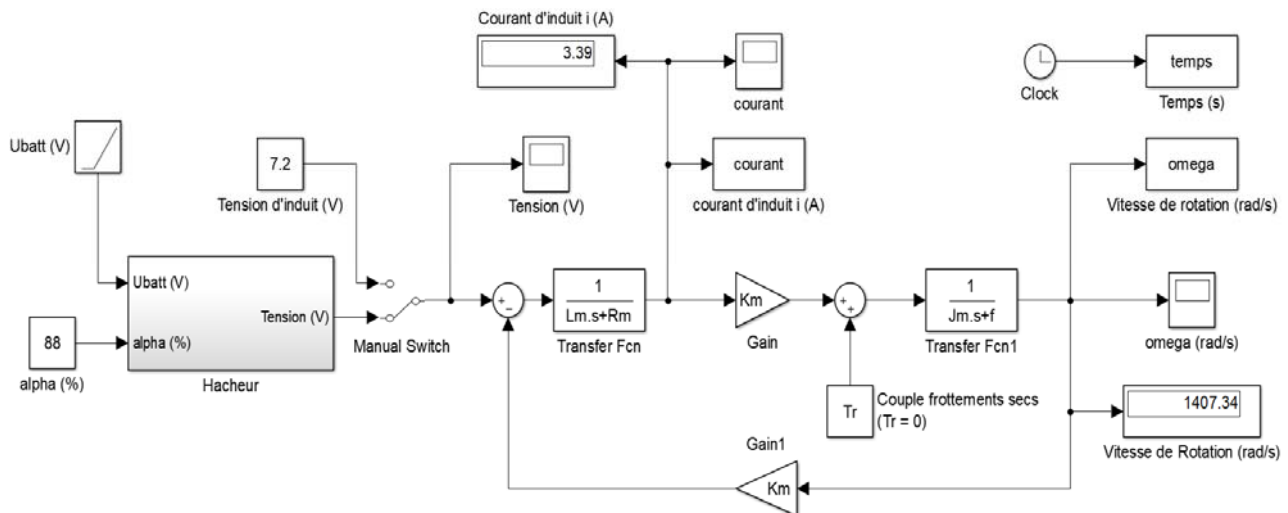 Courant d'induit i (A)
3.39
courant
Clock
temps
Temps (s)
Ubatt (V)
7.2
Tension d'induit (V)
Tension (V)
courant
courant d'induit i (A)
omega
Vitesse de rotation (rad/s)
Ubatt (V)
Tension (V)
alpha (%)
Hacheur
88
alpha (%)
Manual Switch
+
−
1
Lm.s+Rm
Transfer Fcn
Km
Gain
+
+
1
Jm.s+f
Transfer Fcn1
omega (rad/s)
Tr
Couple frottements secs
(Tr = 0)
1407.34
Vitesse de Rotation (rad/s)
Gain1
Km